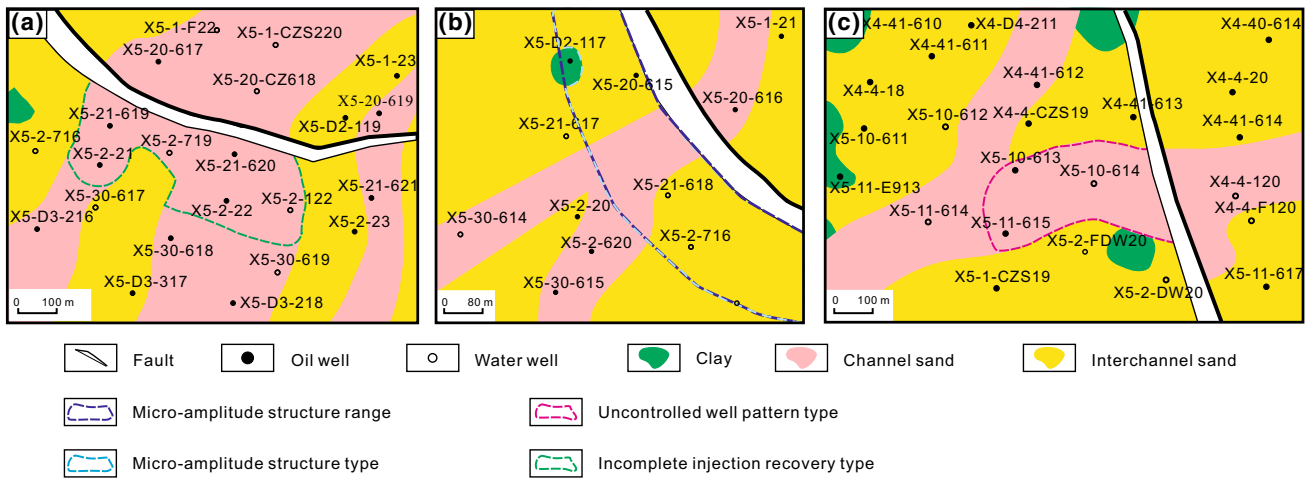 (a)
X5-1-F22
X5-1-CZS220
X5-20-617
X5-1-23
X5-20-CZ618
X5-20-619
X5-21-619
X5-D2-119
X5-2-716
X5-2-719
X5-2-21
X5-21-620
X5-21-621
X5-30-617
X5-2-122
X5-2-22
X5-D3-216
X5-2-23
X5-30-618
X5-30-619
X5-D3-317
X5-D3-218
0 100 m
(b)
X5-1-21
X5-D2-117
X5-20-615
X5-20-616
X5-21-617
X5-21-618
X5-2-20
X5-30-614
X5-2-620
X5-2-716
X5-30-615
0 80 m
(c)
X4-41-610
X4-D4-211
X4-40-614
X4-41-611
X4-41-612
X4-4-20
X4-4-18
X4-41-613
X5-10-612
X4-4-CZS19
X4-41-614
X5-10-611
X5-10-613
X5-10-614
X5-11-E913
X4-4-120
X5-11-614
X4-4-F120
X5-11-615
X5-2-FDW20
X5-1-CZS19
X5-11-617
X5-2-DW20
0 100 m
Fault
Oil well
Water well
Clay
Channel sand
Interchannel sand
Micro-amplitude structure range
Uncontrolled well pattern type
Micro-amplitude structure type
Incomplete injection recovery type